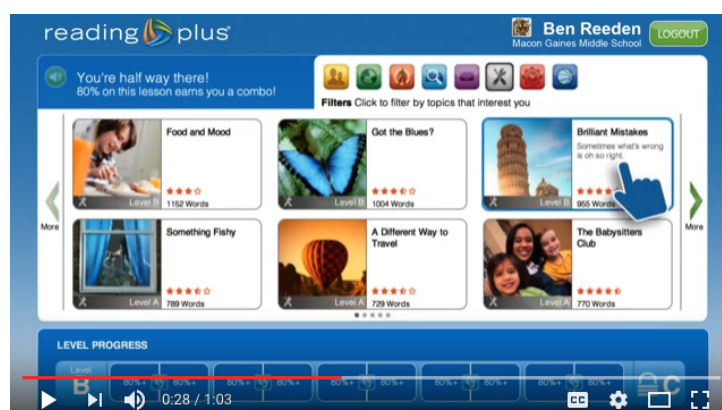 reading plus®
Ben Reeden
Macon Gaines Middle School
LOGOUT
You're half way there!
80% on this lesson earns you a combo!
Filters Click to filter by topics that interest you
More
Food and Mood
Level B
1152 Words
Got the Blues?
Level B
1004 Words
Brilliant Mistakes
Sometimes what's wrong
is oh so right.
Level B
955 Words
More
Something Fishy
Level A
789 Words
A Different Way to
Travel
Level A
729 Words
The Babysitters
Club
Level A
770 Words
LEVEL PROGRESS
Level
B
80%+ 80%+ 80%+ 80%+ 80%+ 80%+ 80%+ 80%+ 80%+ 80%+
C
0:28 / 1:03
CC